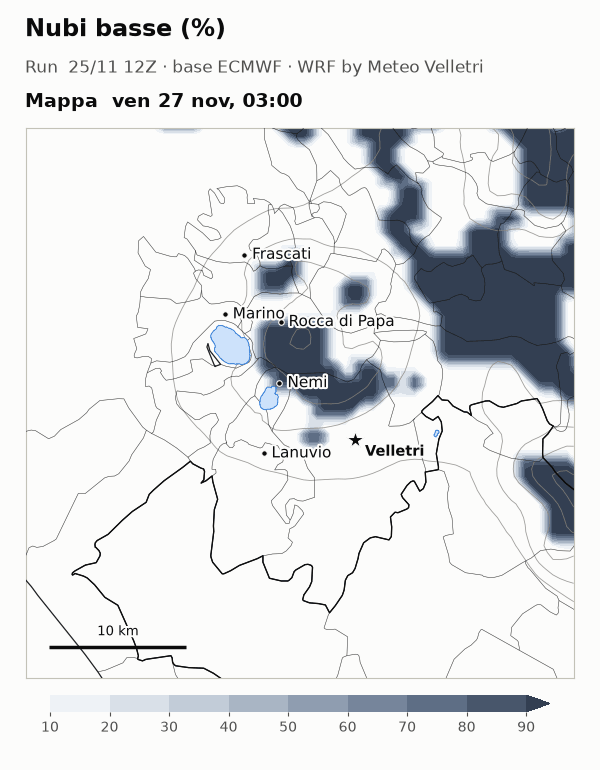 Nubi basse (%)
Run  25/11 12Z · base ECMWF · WRF by Meteo Velletri
Mappa  ven 27 nov, 03:00
Frascati
Marino
Rocca di Papa
Nemi
Velletri
Lanuvio
10 km
10 20 30 40 50 60 70 80 90